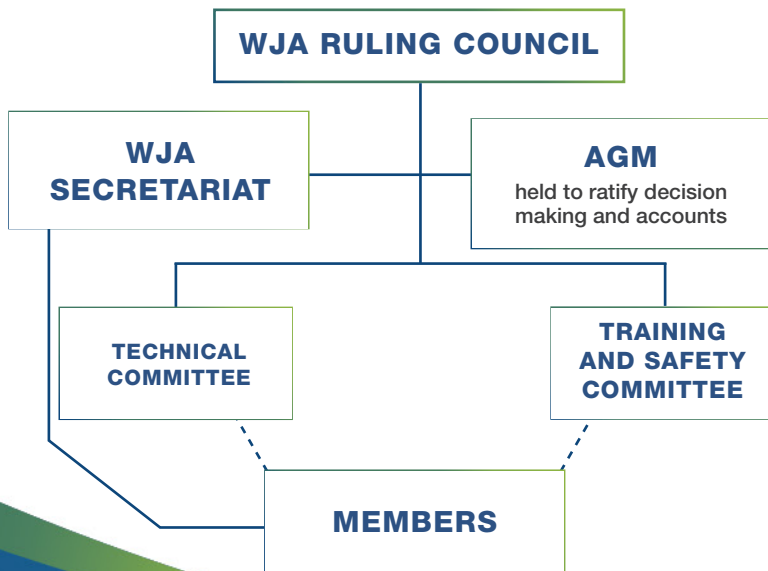 WJA RULING COUNCIL
WJA
SECRETARIAT
AGM
held to ratify decision
making and accounts
TECHNICAL
COMMITTEE
TRAINING
AND SAFETY
COMMITTEE
MEMBERS